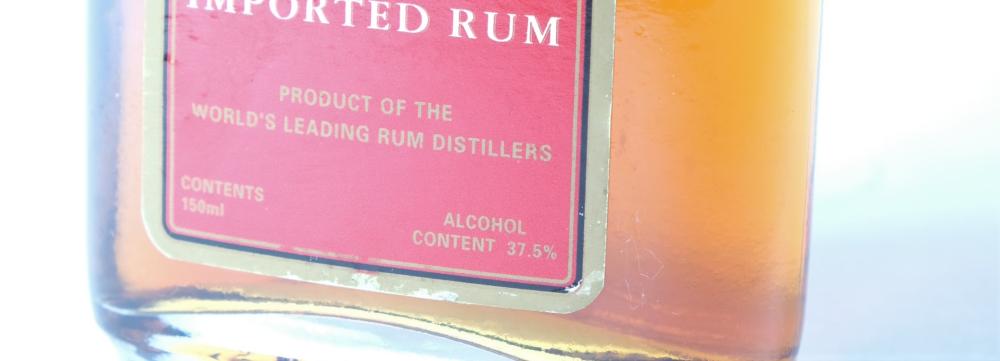 IMPORTED RUM
PRODUCT OF THE
WORLD'S LEADING RUM DISTILLERS
CONTENTS
150ml
ALCOHOL
CONTENT 37.5%